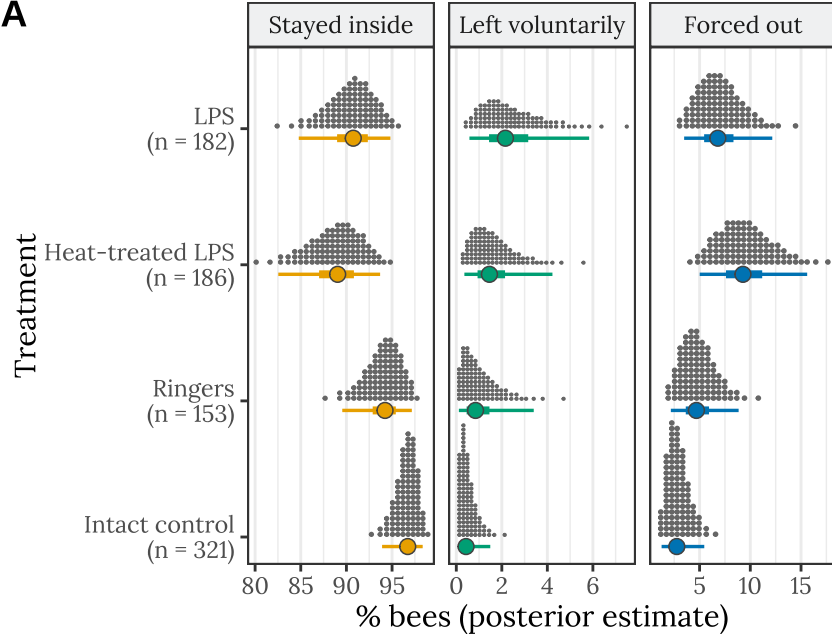 A
Stayed inside
Left voluntarily
Forced out
Treatment
LPS
(n = 182)
Heat-treated LPS
(n = 186)
Ringers
(n = 153)
Intact control
(n = 321)
80 85 90 95
0 2 4 6
5 10 15
% bees (posterior estimate)